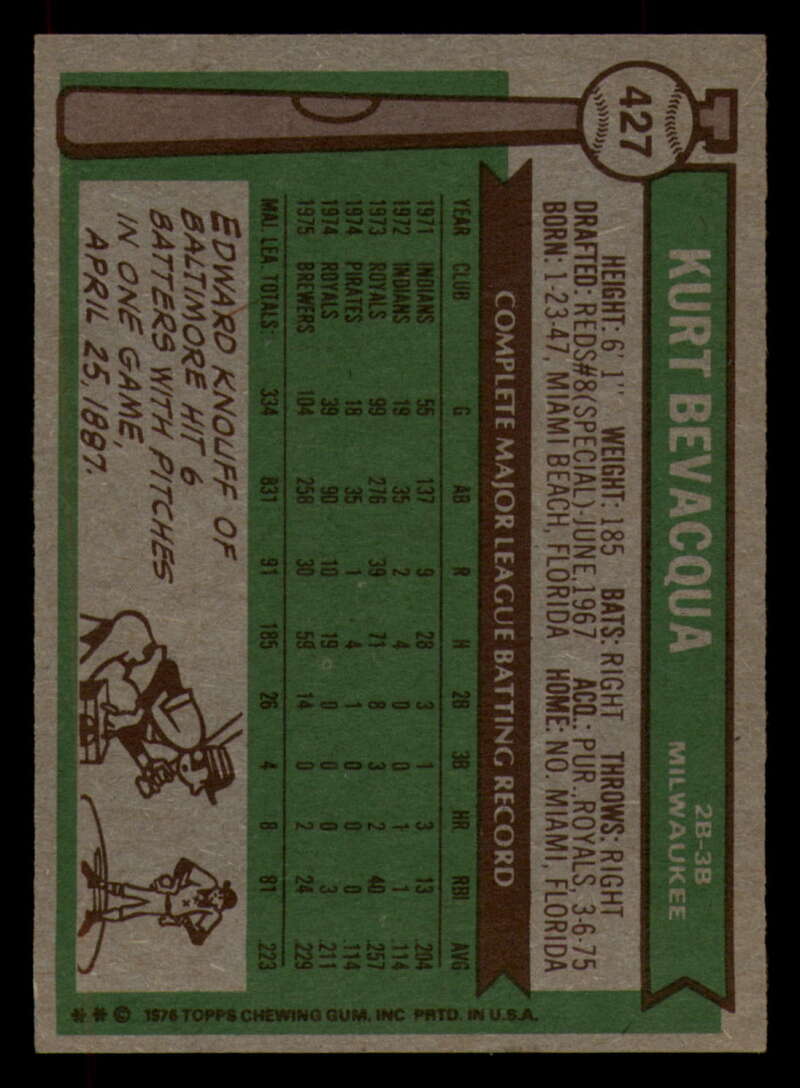 427
KURT BEVACQUA
2B-3B
MILWAUKEE
HEIGHT: 6' 1" WEIGHT: 185 BATS: RIGHT THROWS: RIGHT
DRAFTED: REDS#8(SPECIAL)-JUNE,1967 ACQ.: PUR..ROYALS, 3-6-75
BORN: 1-23-47, MIAMI BEACH, FLORIDA HOME: NO. MIAMI, FLORIDA
COMPLETE MAJOR LEAGUE BATTING RECORD
YEAR CLUB G AB R H 2B 3B HR RBI AVG
1971 INDIANS 55 137 9 28 3 1 3 13 .204
1972 INDIANS 19 35 2 4 0 0 1 1 .114
1973 ROYALS 99 276 39 71 8 3 2 40 .257
1974 PIRATES 18 35 1 4 1 0 0 0 .114
1974 ROYALS 39 90 10 19 0 0 0 3 .211
1975 BREWERS 104 258 30 59 14 0 2 24 .229
MAJ. LEA. TOTALS: 334 831 91 185 26 4 8 81 .223
EDWARD KNOUFF OF
BALTIMORE HIT 6
BATTERS WITH PITCHES
IN ONE GAME,
APRIL 25, 1887.
** © 1976 TOPPS CHEWING GUM, INC PRTD. IN U.S.A.